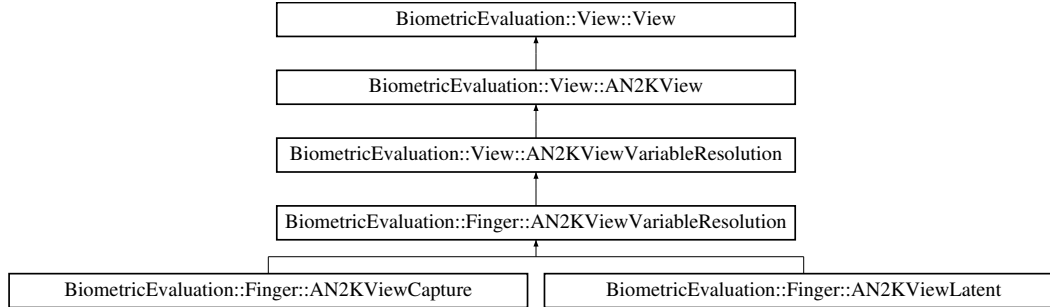 BiometricEvaluation::View::View
BiometricEvaluation::View::AN2KView
BiometricEvaluation::View::AN2KViewVariableResolution
BiometricEvaluation::Finger::AN2KViewVariableResolution
BiometricEvaluation::Finger::AN2KViewCapture
BiometricEvaluation::Finger::AN2KViewLatent